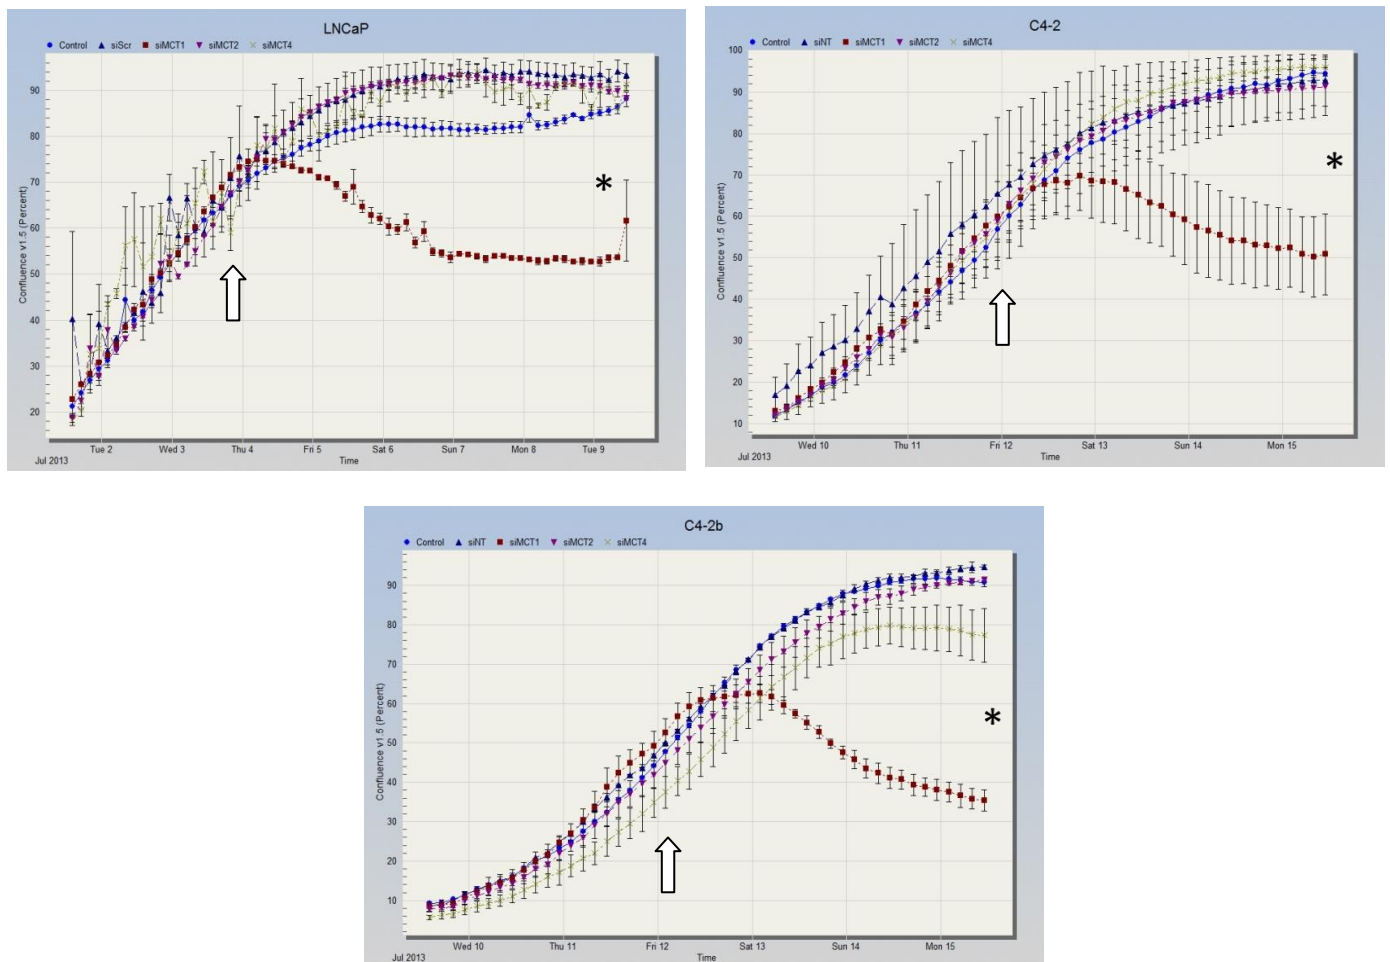 LNCaP
Control siScr siMCT1 siMCT2 siMCT4
Confluence v1.5 (Percent)
90
80
70
60
50
40
30
20
*
Tue 2 Wed 3 Thu 4 Fri 5 Sat 6 Sun 7 Mon 8 Tue 9
Jul 2013 Time
C4-2
Control siNT siMCT1 siMCT2 siMCT4
Confluence v1.5 (Percent)
100
90
80
70
60
50
40
30
20
10
*
Wed 10 Thu 11 Fri 12 Sat 13 Sun 14 Mon 15
Jul 2013 Time
C4-2b
Control siNT siMCT1 siMCT2 siMCT4
Confluence v1.5 (Percent)
90
80
70
60
50
40
30
20
10
*
Wed 10 Thu 11 Fri 12 Sat 13 Sun 14 Mon 15
Jul 2013 Time